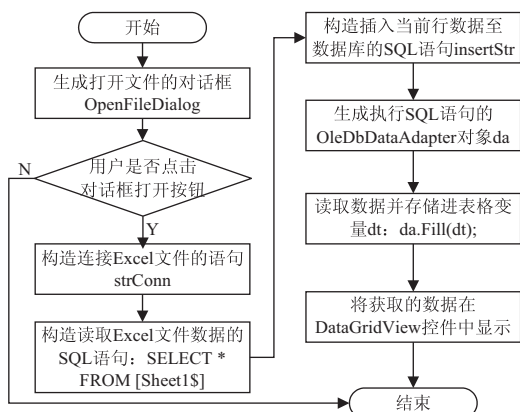 开始
生成打开文件的对话框
OpenFileDialog
N
用户是否点击
对话框打开按钮
Y
构造连接Excel文件的语句
strConn
构造读取Excel文件数据的
SQL语句：SELECT *
FROM [Sheet1$]
构造插入当前行数据至
数据库的SQL语句insertStr
生成执行SQL语句的
OleDbDataAdapter对象da
读取数据并存储进表格变
量dt：da.Fill(dt);
将获取的数据在
DataGridView控件中显示
结束